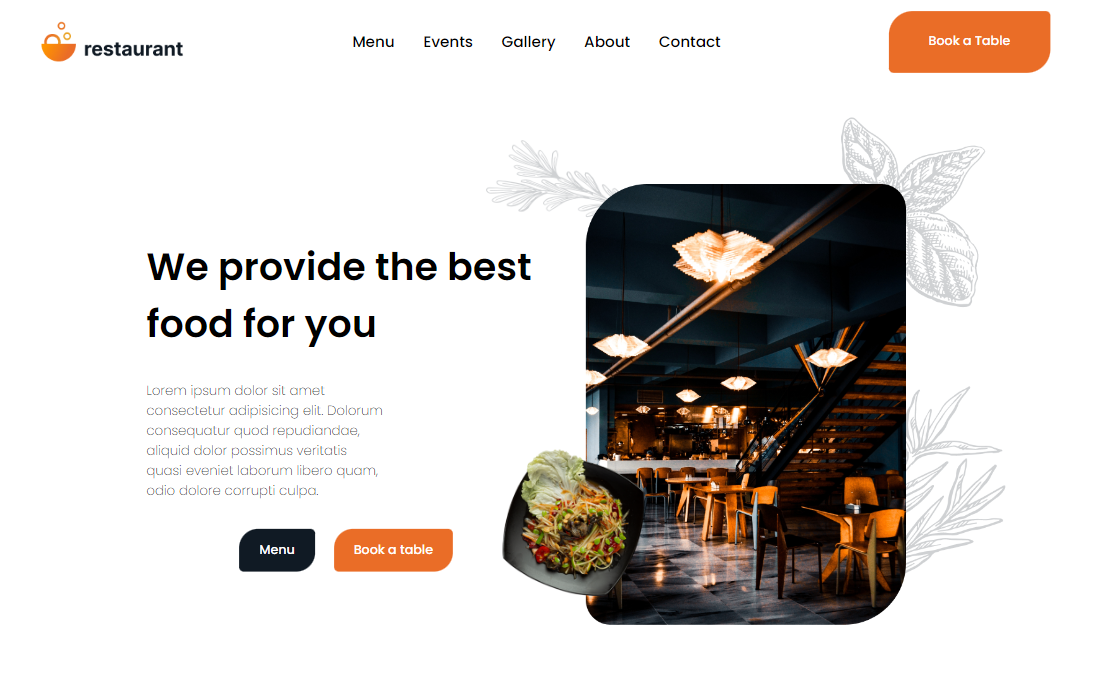 restaurant
Menu Events Gallery About Contact
Book a Table
We provide the best
food for you
Lorem ipsum dolor sit amet
consectetur adipisicing elit. Dolorum
consequatur quod repudiandae,
aliquid dolor possimus veritatis
quasi eveniet laborum libero quam,
odio dolore corrupti culpa.
Menu
Book a table